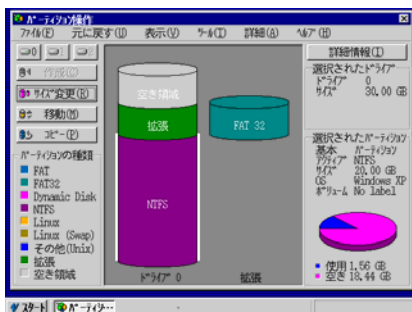 パーティション操作
ファイル(F) 元に戻す(U) 表示(V) ツール(T) 詳細(A) ヘルプ(H)
0 1 2
作成(C)
サイズ変更(R)
移動(M)
コピー(P)
パーティションの種類
FAT
FAT32
Dynamic Disk
NTFS
Linux
Linux (Swap)
その他(Unix)
拡張
空き領域
空き領域
拡張
NTFS
ドライブ 0
FAT 32
拡張
詳細情報(I)
選択されたドライブ
ドライブ 0
サイズ 30.00 GB
選択されたパーティション
基本 パーティション
アクティブ NTFS
サイズ 20.00 GB
OS Windows XP
ボリューム No label
使用1.56 GB
空き18.44 GB
スタート パーティシ...